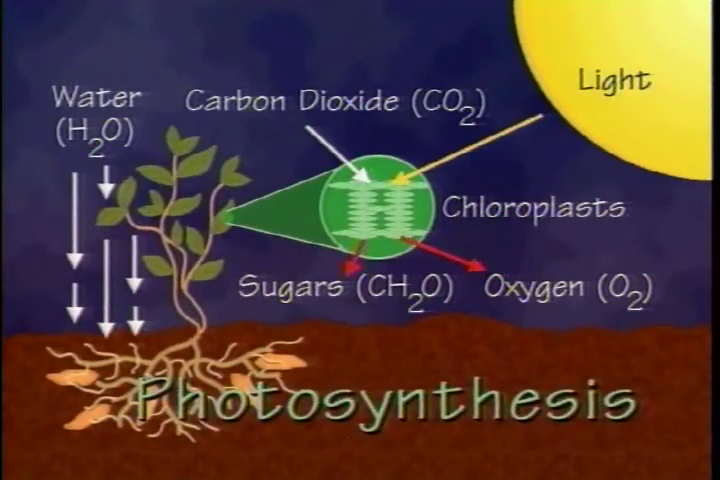 Light
Water
(H₂O)
Carbon Dioxide (CO₂)
Chloroplasts
Sugars (CH₂O)
Oxygen (O₂)
Photosynthesis